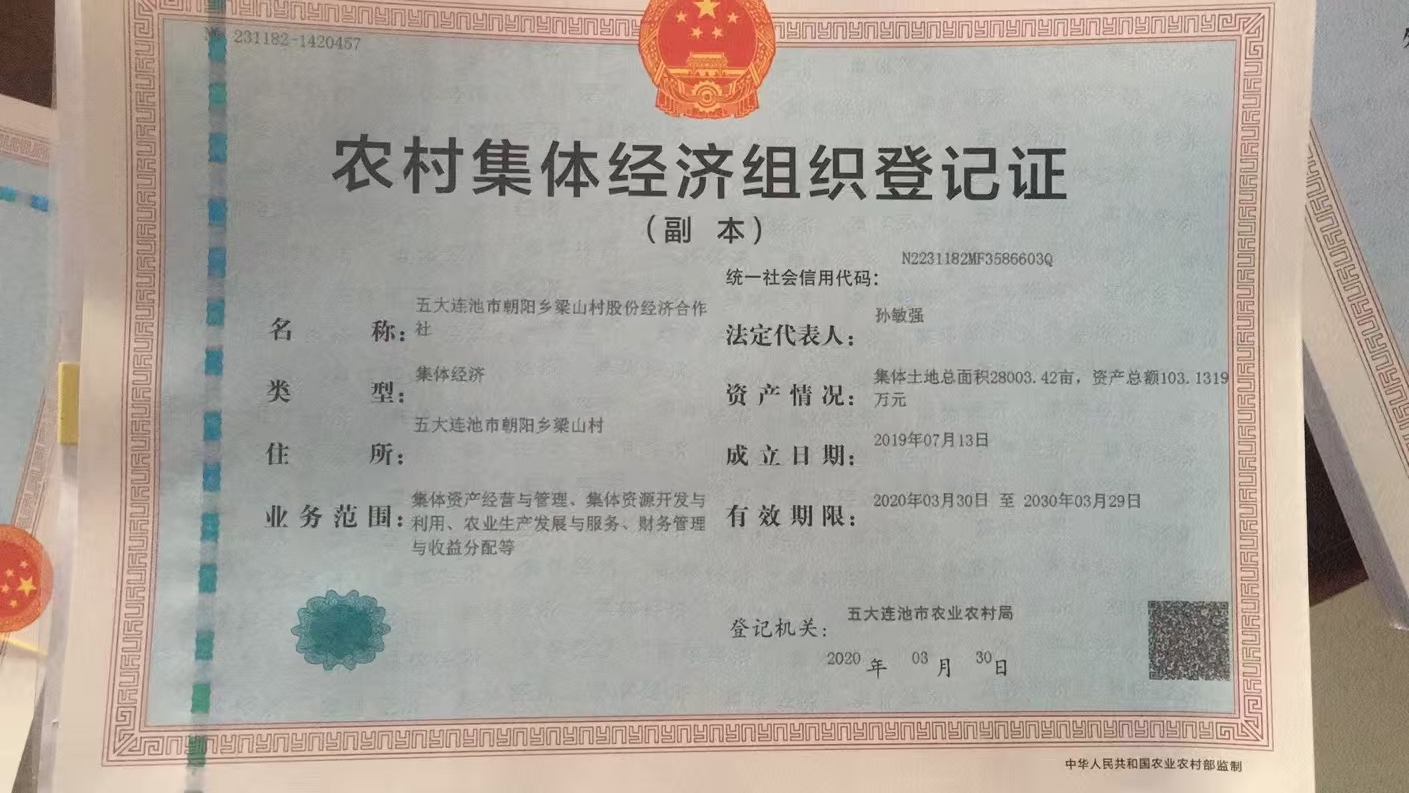 231182-1420457
农村集体经济组织登记证
（副 本）
统一社会信用代码：N2231182MF3586603Q
名 称：五大连池市朝阳乡梁山村股份经济合作
社
法定代表人：孙敏强
类 型：集体经济
资产情况：集体土地总面积28003.42亩，资产总额103.1319
万元
住 所：五大连池市朝阳乡梁山村
成立日期：2019年07月13日
业务范围：集体资产经营与管理、集体资源开发与
利用、农业生产发展与服务、财务管理
与收益分配等
有效期限：2020年03月30日 至 2030年03月29日
登记机关：五大连池市农业农村局
2020 年 03 月 30 日
中华人民共和国农业农村部监制